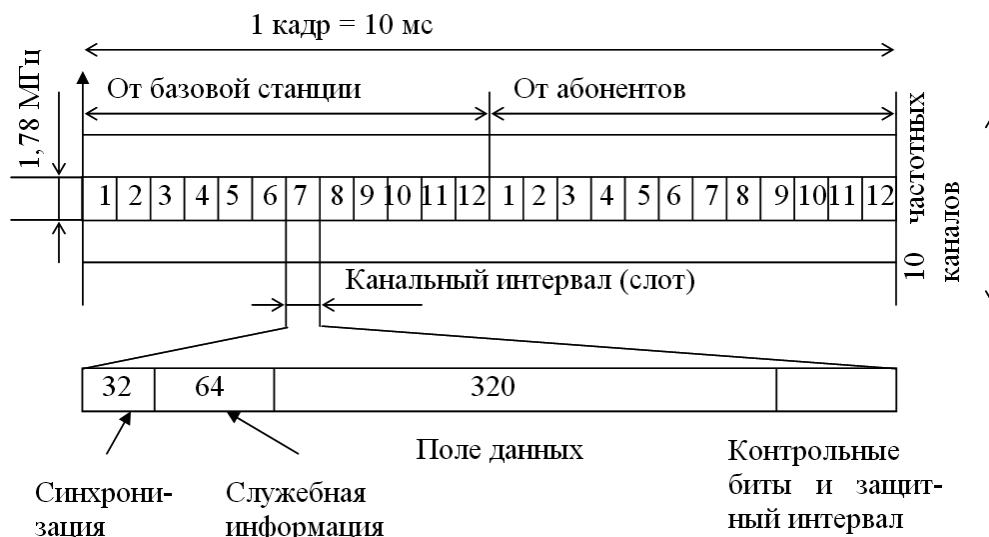 1 кадр = 10 мс
От базовой станции
От абонентов
1,78 МГц
1 2 3 4 5 6 7 8 9 10 11 12 1 2 3 4 5 6 7 8 9 10 11 12
10 частотных
каналов
Канальный интервал (слот)
32 64 320
Поле данных
Синхрони-
зация
Служебная
информация
Контрольные
биты и защит-
ный интервал